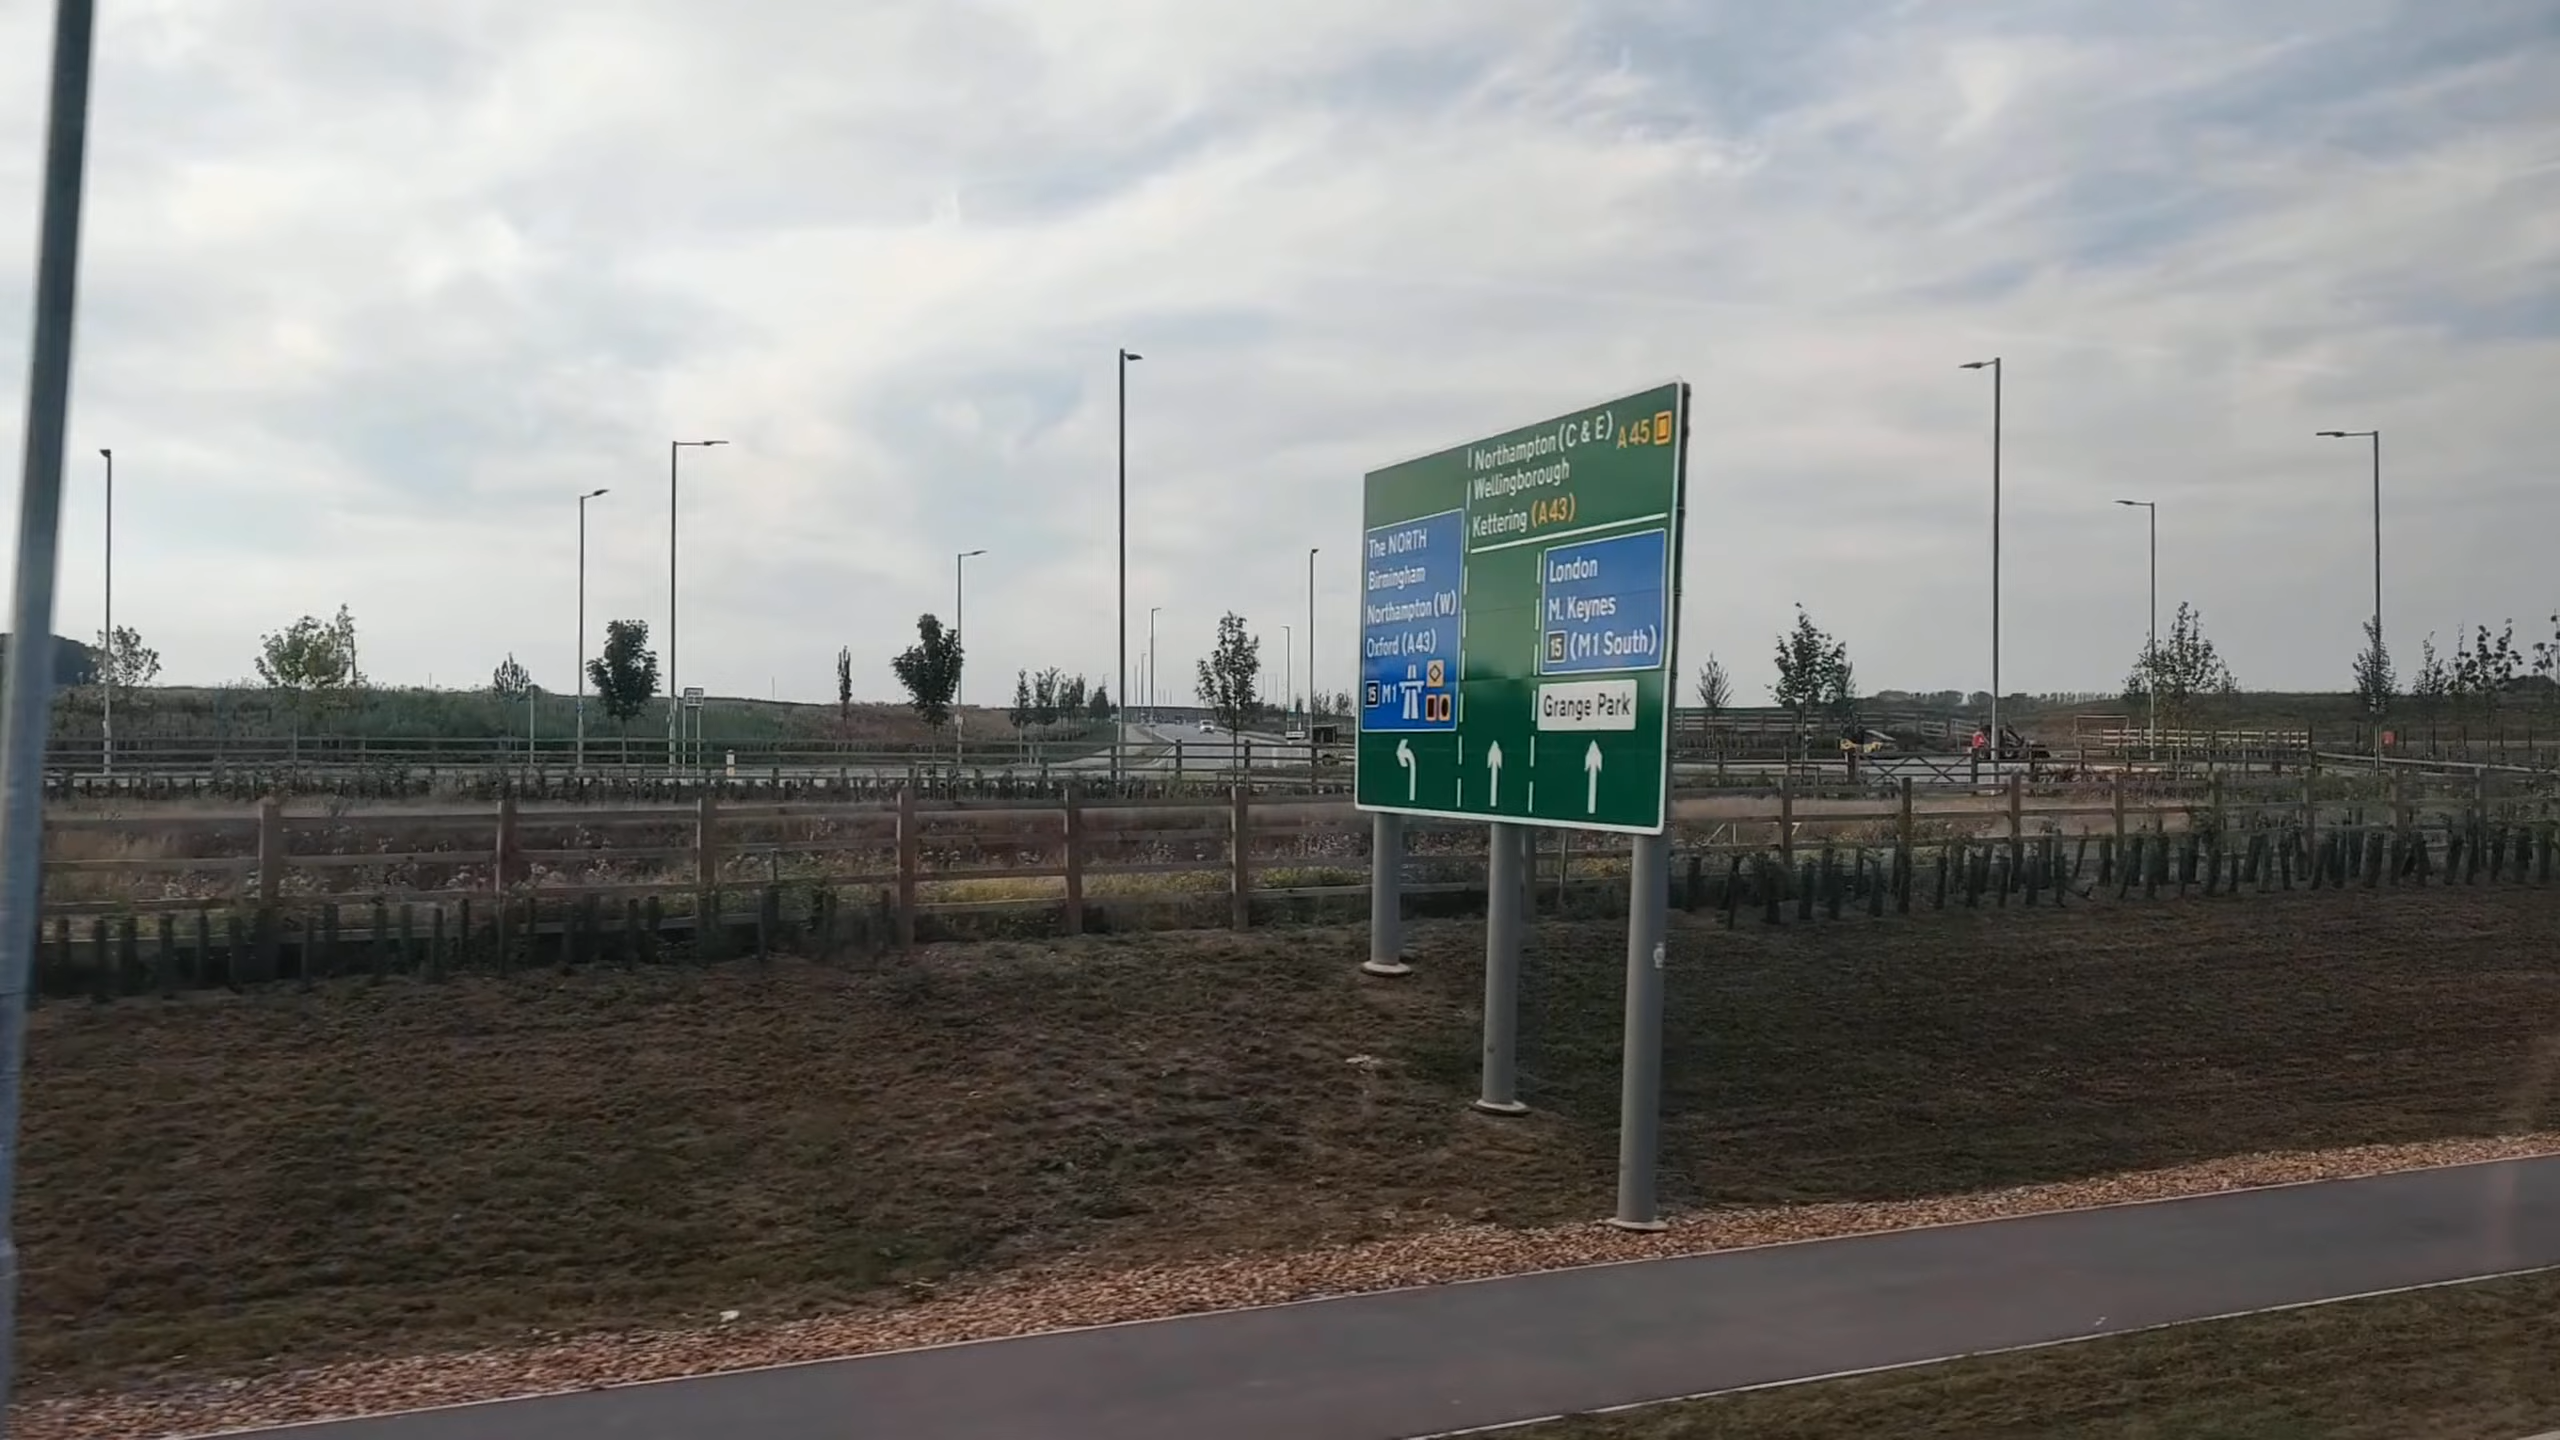 Northampton (C & E) A45
Wellingborough
Kettering (A43)
The NORTH
Birmingham
Northampton (W)
Oxford (A43)
15 M1
London
M. Keynes
15 (M1 South)
Grange Park